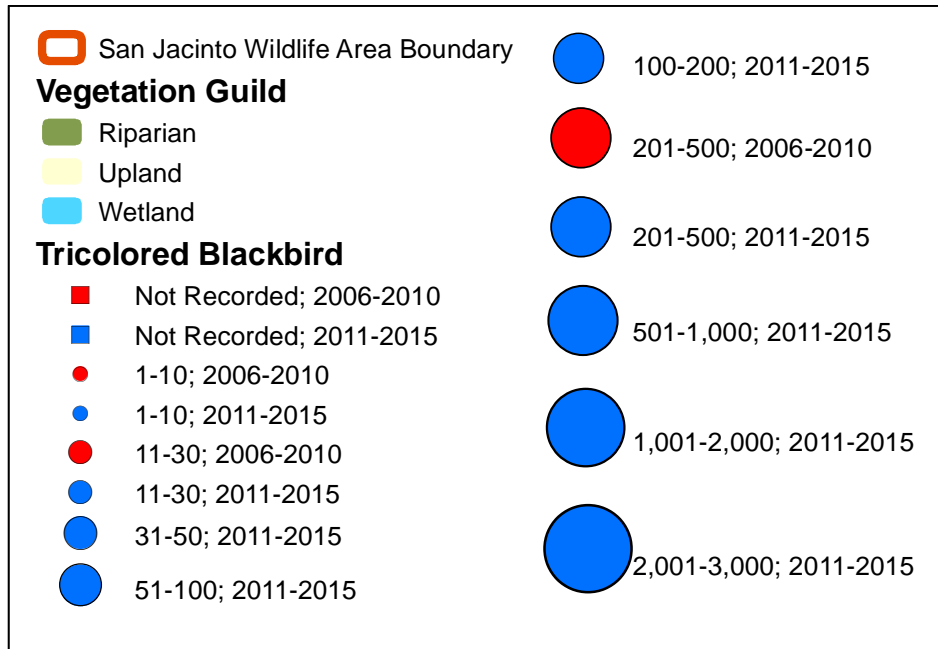 San Jacinto Wildlife Area Boundary
Vegetation Guild
Riparian
Upland
Wetland
Tricolored Blackbird
Not Recorded; 2006-2010
Not Recorded; 2011-2015
1-10; 2006-2010
1-10; 2011-2015
11-30; 2006-2010
11-30; 2011-2015
31-50; 2011-2015
51-100; 2011-2015
100-200; 2011-2015
201-500; 2006-2010
201-500; 2011-2015
501-1,000; 2011-2015
1,001-2,000; 2011-2015
2,001-3,000; 2011-2015